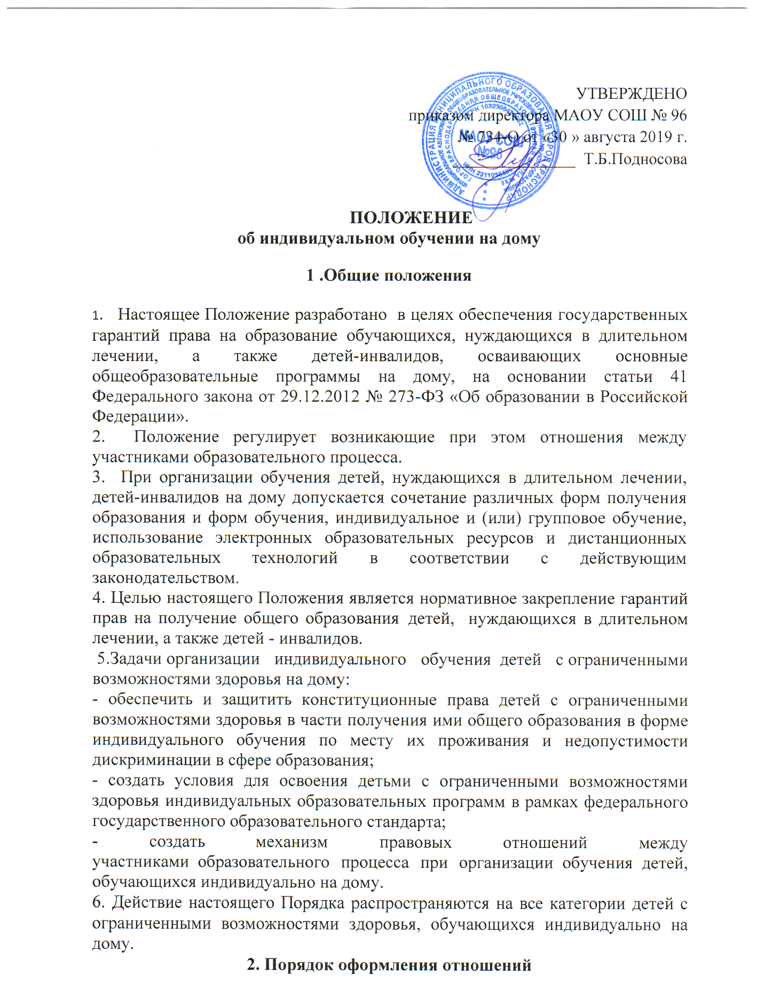 УТВЕРЖДЕНО
приказом директора МАОУ СОШ № 96
№ 734-О от «30 » августа 2019 г.
Т.Б.Подносова
АДМИНИСТРАЦИЯ МУНИЦИПАЛЬНОГО ОБРАЗОВАНИЯ ГОРОД КРАСНОДАР
МАОУ СОШ
№96
ПОЛОЖЕНИЕ
об индивидуальном обучении на дому
1 .Общие положения
1. Настоящее Положение разработано в целях обеспечения государственных
гарантий права на образование обучающихся, нуждающихся в длительном
лечении, а также детей-инвалидов, осваивающих основные
общеобразовательные программы на дому, на основании статьи 41
Федерального закона от 29.12.2012 № 273-ФЗ «Об образовании в Российской
Федерации».
2. Положение регулирует возникающие при этом отношения между
участниками образовательного процесса.
3. При организации обучения детей, нуждающихся в длительном лечении,
детей-инвалидов на дому допускается сочетание различных форм получения
образования и форм обучения, индивидуальное и (или) групповое обучение,
использование электронных образовательных ресурсов и дистанционных
образовательных технологий в соответствии с действующим
законодательством.
4. Целью настоящего Положения является нормативное закрепление гарантий
прав на получение общего образования детей, нуждающихся в длительном
лечении, а также детей - инвалидов.
5.Задачи организации индивидуального обучения детей с ограниченными
возможностями здоровья на дому:
- обеспечить и защитить конституционные права детей с ограниченными
возможностями здоровья в части получения ими общего образования в форме
индивидуального обучения по месту их проживания и недопустимости
дискриминации в сфере образования;
- создать условия для освоения детьми с ограниченными возможностями
здоровья индивидуальных образовательных программ в рамках федерального
государственного образовательного стандарта;
- создать механизм правовых отношений между
участниками образовательного процесса при организации обучения детей,
обучающихся индивидуально на дому.
6. Действие настоящего Порядка распространяются на все категории детей с
ограниченными возможностями здоровья, обучающихся индивидуально на
дому.
2. Порядок оформления отношений